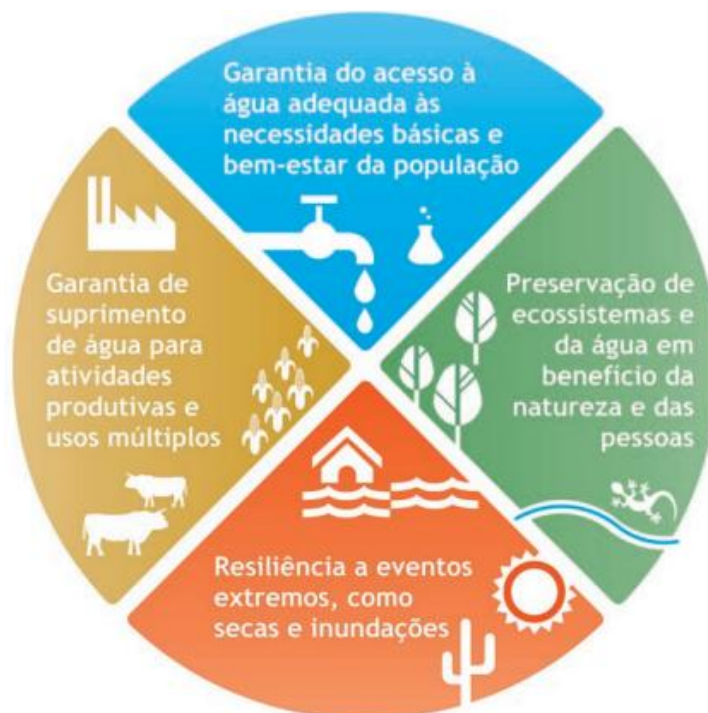 Garantia do acesso à
água adequada às
necessidades básicas e
bem-estar da população
Garantia de
suprimento
de água para
atividades
produtivas e
usos múltiplos
Preservação de
ecossistemas e
da água em
benefício da
natureza e das
pessoas
Resiliência a eventos
extremos, como
secas e inundações